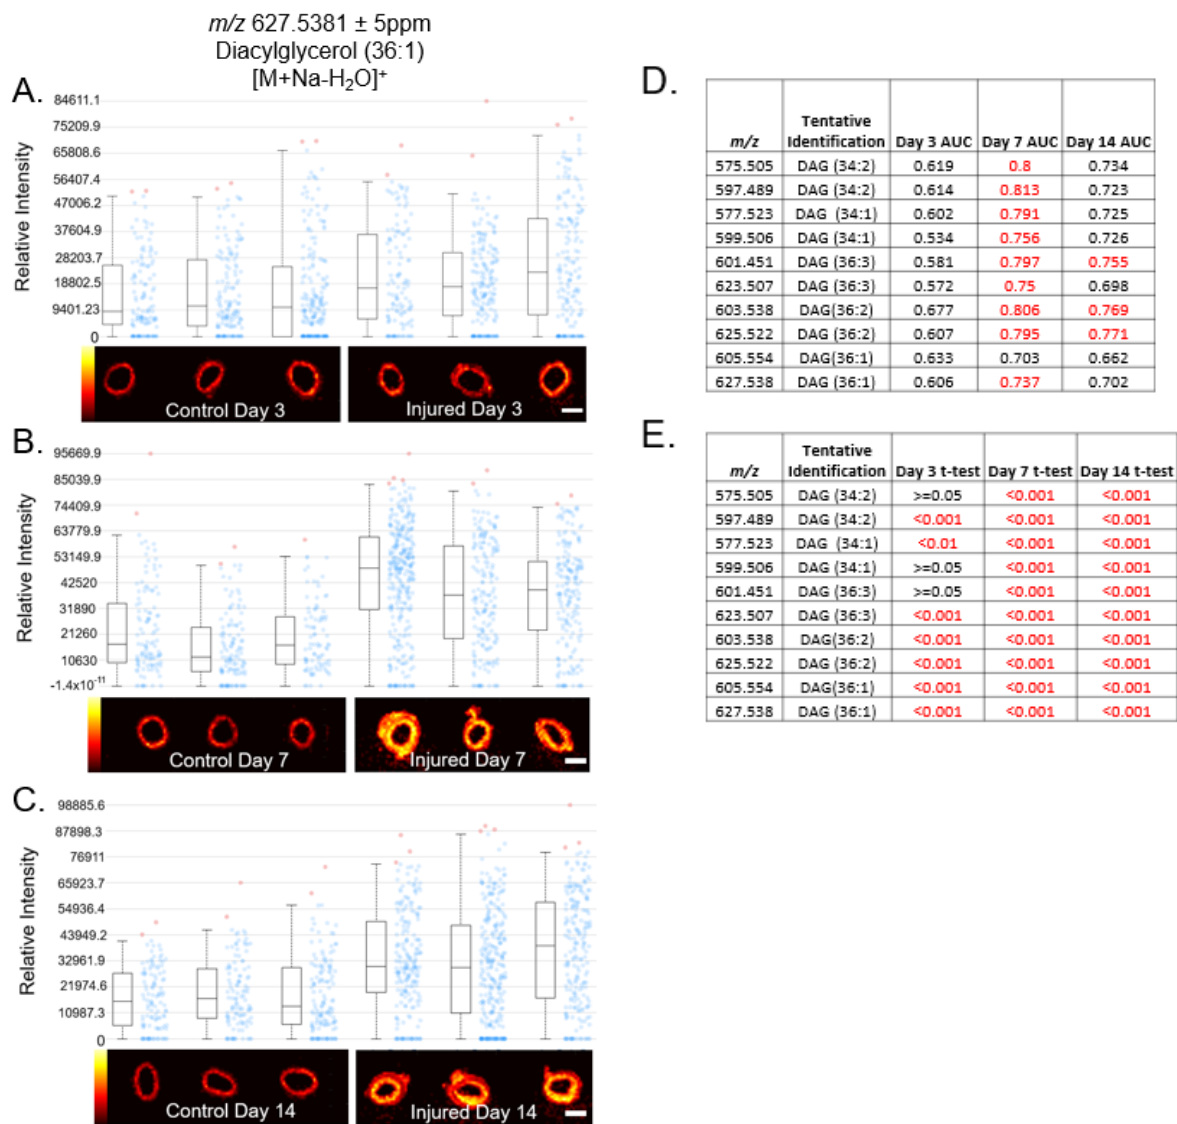 m/z 627.5381 ± 5ppm
Diacylglycerol (36:1)
[M+Na-H₂O]⁺
A.
Relative Intensity
84611.1
75209.9
65808.6
56407.4
47006.2
37604.9
28203.7
18802.5
9401.23
0
Control Day 3
Injured Day 3
B.
Relative Intensity
95669.9
85039.9
74409.9
63779.9
53149.9
42520
31890
21260
10630
-1.4x10⁻¹¹
Control Day 7
Injured Day 7
C.
Relative Intensity
98885.6
87898.3
76911
65923.7
54936.4
43949.2
32961.9
21974.6
10987.3
0
Control Day 14
Injured Day 14
D.
m/z Tentative Identification Day 3 AUC Day 7 AUC Day 14 AUC
575.505 DAG (34:2) 0.619 0.8 0.734
597.489 DAG (34:2) 0.614 0.813 0.723
577.523 DAG (34:1) 0.602 0.791 0.725
599.506 DAG (34:1) 0.534 0.756 0.726
601.451 DAG (36:3) 0.581 0.797 0.755
623.507 DAG (36:3) 0.572 0.75 0.698
603.538 DAG(36:2) 0.677 0.806 0.769
625.522 DAG (36:2) 0.607 0.795 0.771
605.554 DAG(36:1) 0.633 0.703 0.662
627.538 DAG (36:1) 0.606 0.737 0.702
E.
m/z Tentative Identification Day 3 t-test Day 7 t-test Day 14 t-test
575.505 DAG (34:2) >=0.05 <0.001 <0.001
597.489 DAG (34:2) <0.001 <0.001 <0.001
577.523 DAG (34:1) <0.01 <0.001 <0.001
599.506 DAG (34:1) >=0.05 <0.001 <0.001
601.451 DAG (36:3) >=0.05 <0.001 <0.001
623.507 DAG (36:3) <0.001 <0.001 <0.001
603.538 DAG(36:2) <0.001 <0.001 <0.001
625.522 DAG (36:2) <0.001 <0.001 <0.001
605.554 DAG(36:1) <0.001 <0.001 <0.001
627.538 DAG (36:1) <0.001 <0.001 <0.001